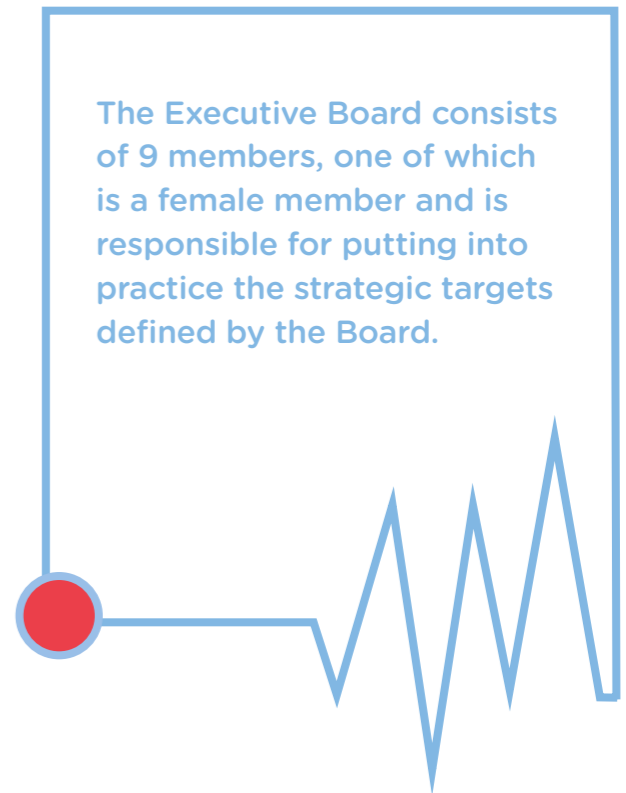 The Executive Board consists
of 9 members, one of which
is a female member and is
responsible for putting into
practice the strategic targets
defined by the Board.